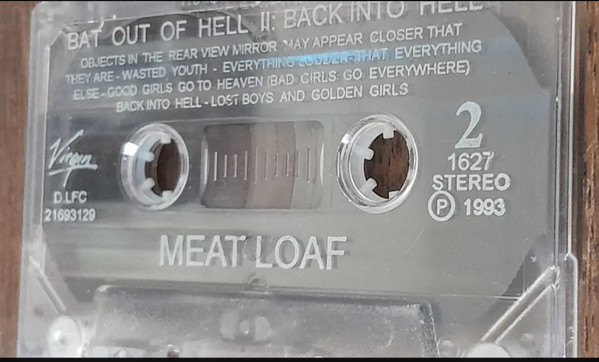 BAT OUT OF HELL II: BACK INTO HELL
OBJECTS IN THE REAR VIEW MIRROR MAY APPEAR CLOSER THAT
THEY ARE - WASTED YOUTH - EVERYTHING LOUDER THAT EVERYTHING
ELSE - GOOD GIRLS GO TO HEAVEN (BAD GIRLS GO EVERYWHERE)
BACK INTO HELL - LOST BOYS AND GOLDEN GIRLS
Virgin
D.LFC
21693129
2
1627
STEREO
Ⓟ 1993
MEAT LOAF